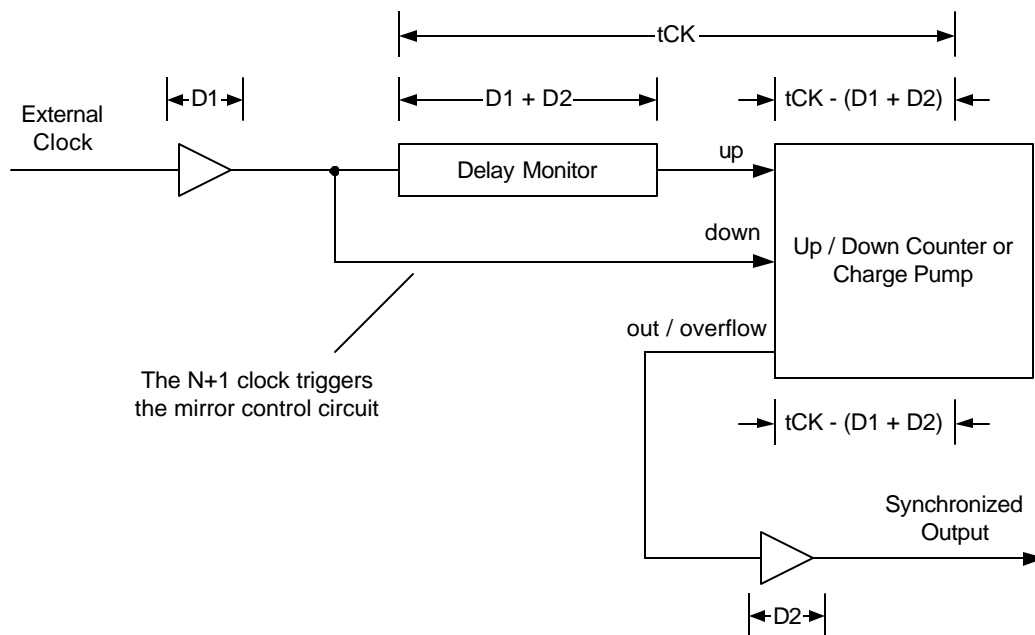 tCK
D1
D1 + D2
tCK - (D1 + D2)
External
Clock
Delay Monitor
up
down
Up / Down Counter or
Charge Pump
out / overflow
The N+1 clock triggers
the mirror control circuit
tCK - (D1 + D2)
Synchronized
Output
D2